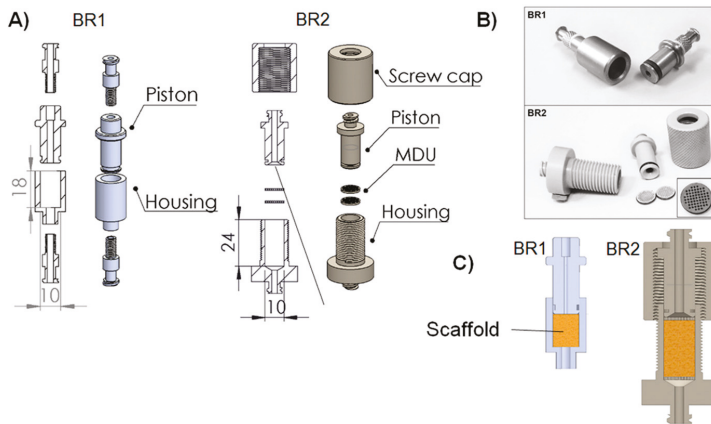 A)
BR1
BR2
Screw cap
Piston
Piston
MDU
Housing
Housing
18
10
24
10
B)
BR1
BR2
C)
BR1
BR2
Scaffold